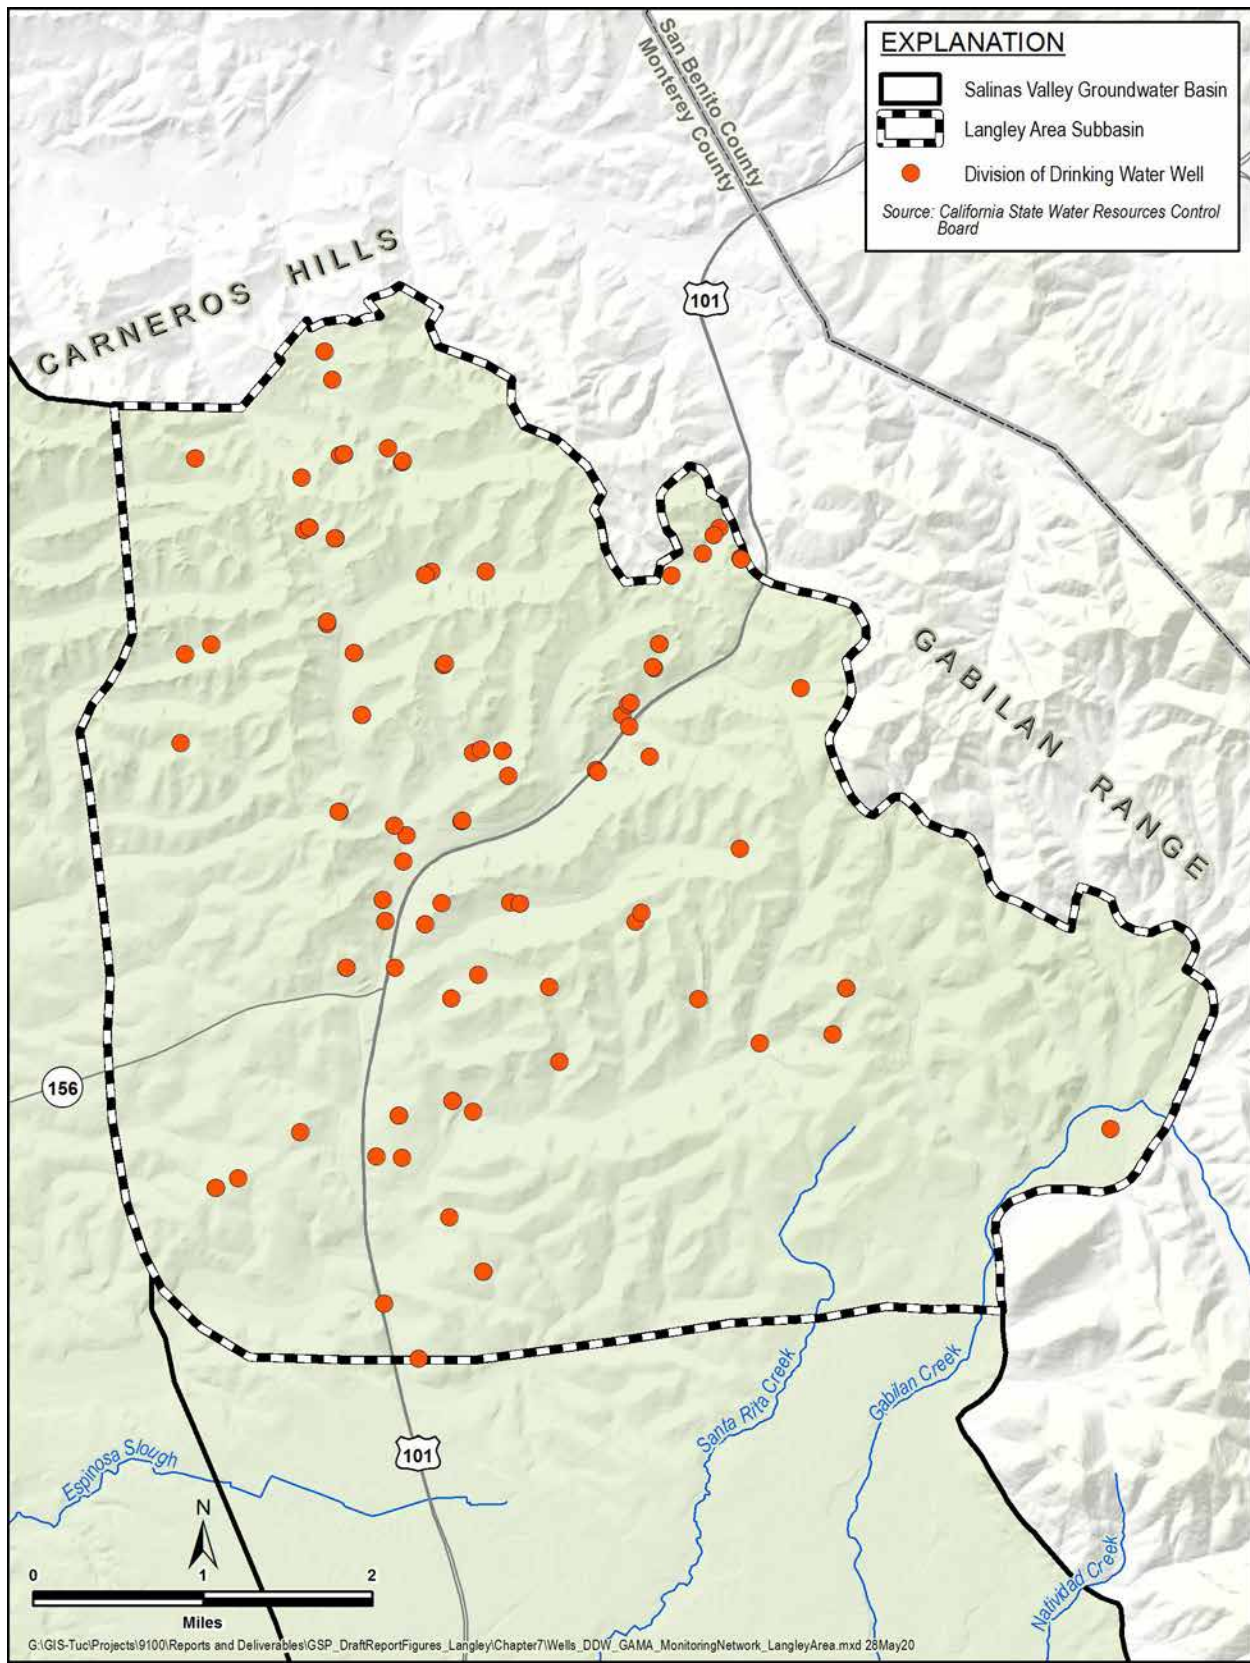 EXPLANATION
Salinas Valley Groundwater Basin
Langley Area Subbasin
Division of Drinking Water Well
Source: California State Water Resources Control
Board
San Benito County
Monterey County
CARNEROS HILLS
101
GABILAN RANGE
156
Santa Rita Creek
Gabilan Creek
101
Espinosa Slough
Natividad Creek
N
0 1 2
Miles
G:\GIS-Tuc\Projects\9100\Reports and Deliverables\GSP_DraftReportFigures_Langley\Chapter7\Wells_DDW_GAMA_MonitoringNetwork_LangleyArea.mxd 28May20